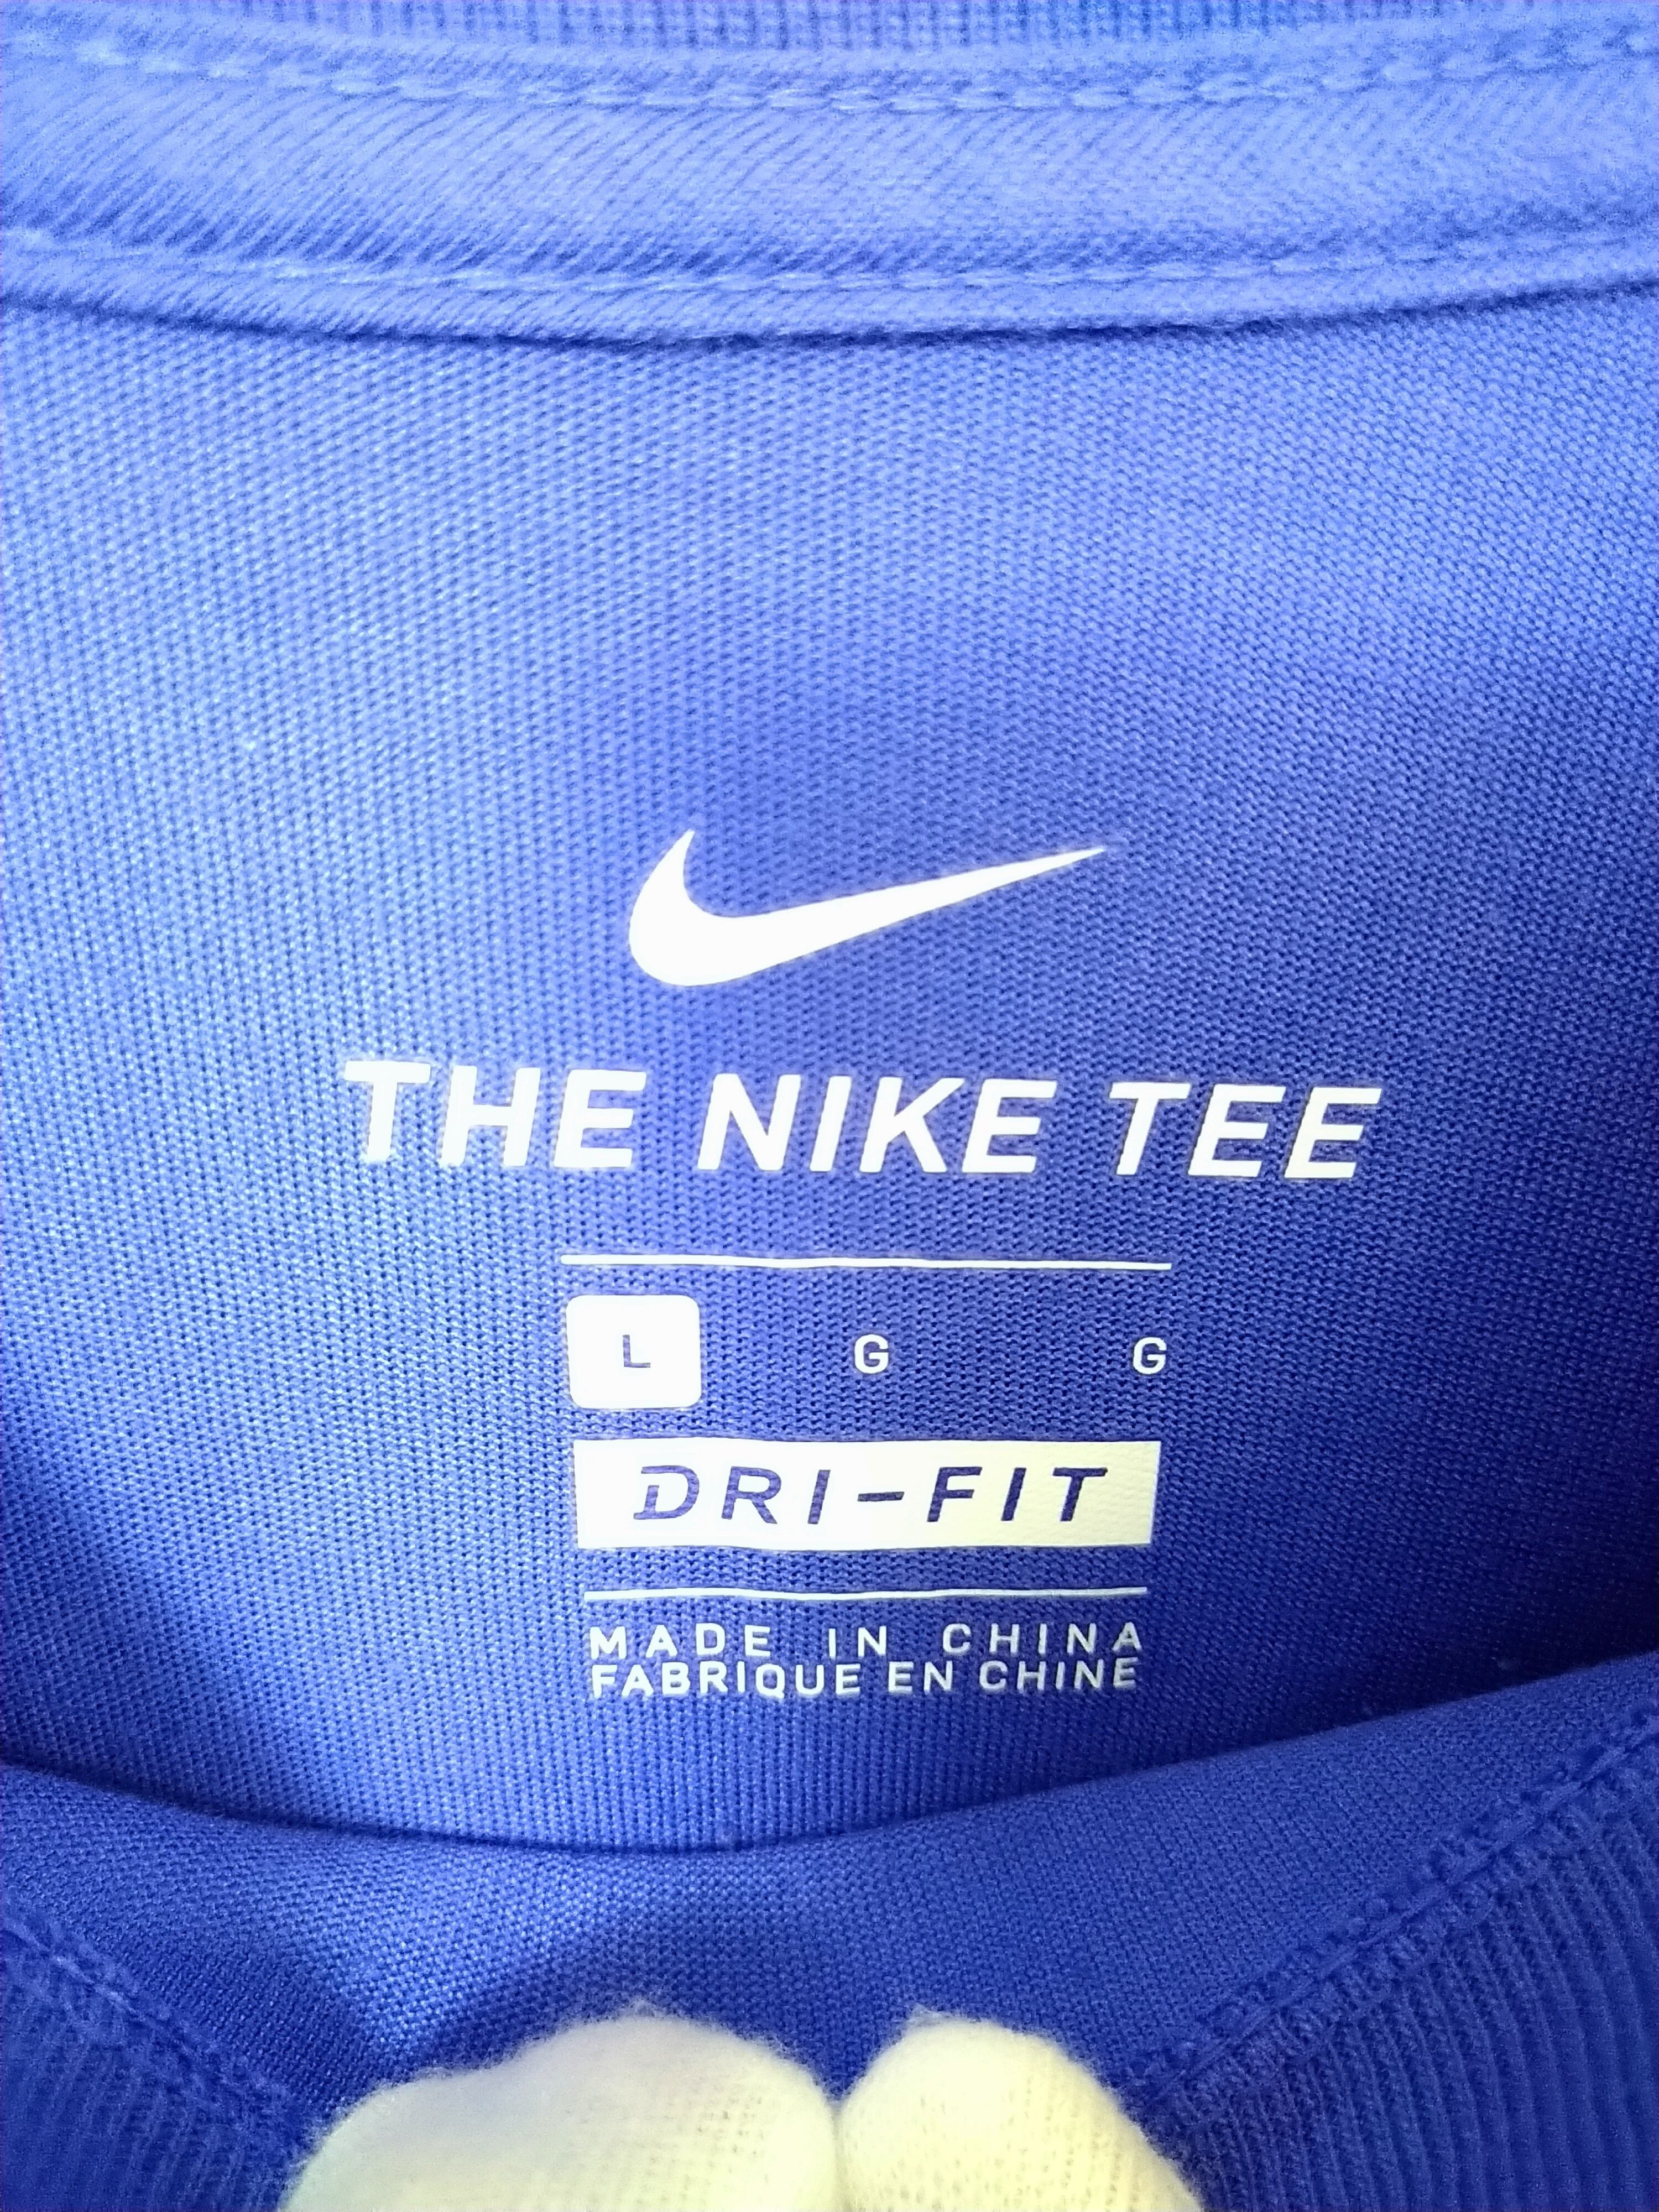 THE NIKE TEE
L G G
DRI-FIT
MADE IN CHINA
FABRIQUE EN CHINE